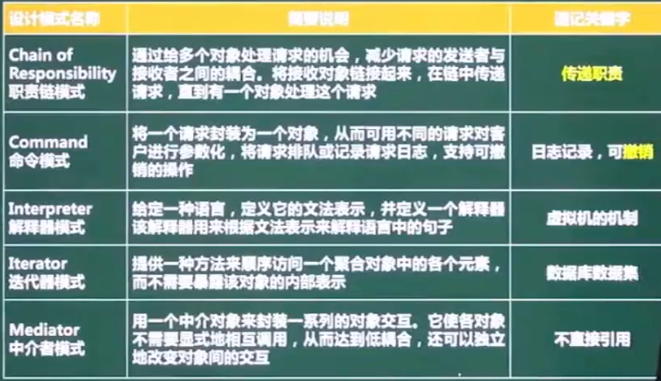 设计模式名称 简要说明 速记关键字
Chain of
Responsibility
职责链模式
通过给多个对象处理请求的机会，减少请求的发送者与
接收者之间的耦合。将接收对象链接起来，在链中传递
请求，直到有一个对象处理这个请求
传递职责
Command
命令模式
将一个请求封装为一个对象，从而可用不同的请求对客
户进行参数化，将请求排队或记录请求日志，支持可撤
销的操作
日志记录，可撤销
Interpreter
解释器模式
给定一种语言，定义它的文法表示，并定义一个解释器
该解释器用来根据文法表示来解释语言中的句子
虚拟机的机制
Iterator
迭代器模式
提供一种方法来顺序访问一个聚合对象中的各个元素，
而不需要暴露该对象的内部表示
数据库数据集
Mediator
中介者模式
用一个中介对象来封装一系列的对象交互。它使各对象
不需要显式地相互调用，从而达到低耦合，还可以独立
地改变对象间的交互
不直接引用